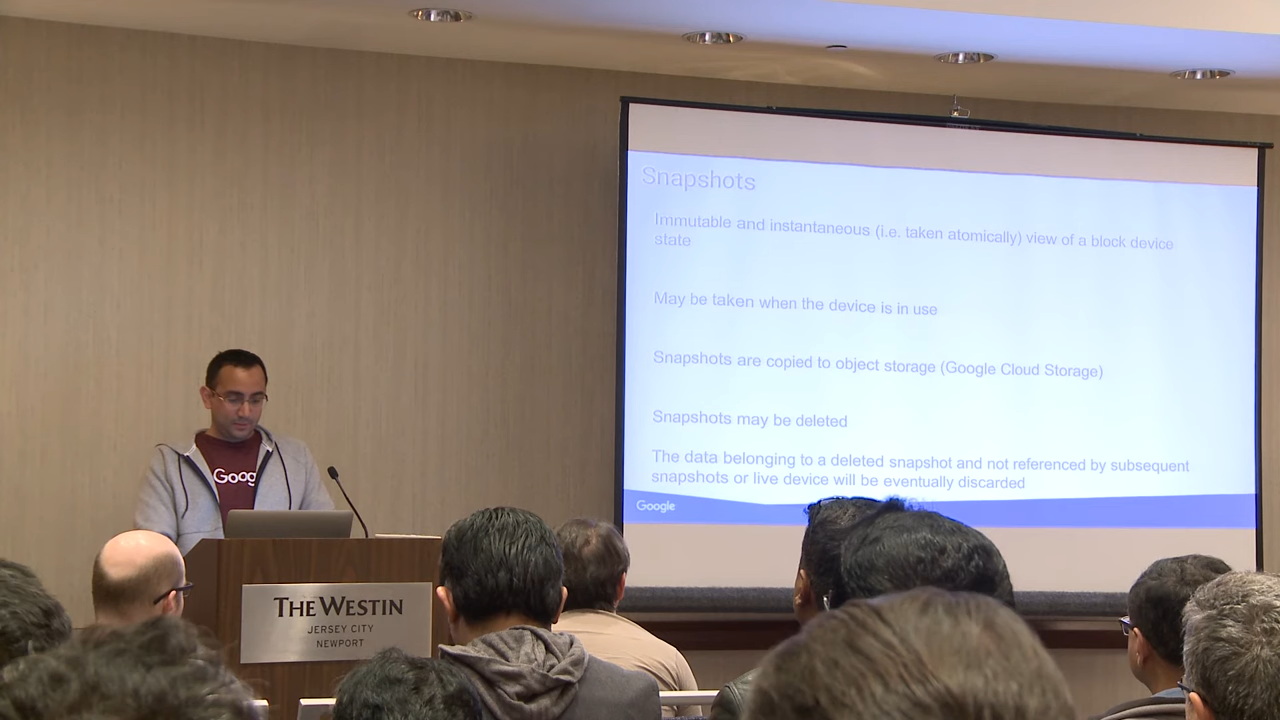 Snapshots
Immutable and instantaneous (i.e. taken atomically) view of a block device
state
May be taken when the device is in use
Snapshots are copied to object storage (Google Cloud Storage)
Snapshots may be deleted
The data belonging to a deleted snapshot and not referenced by subsequent
snapshots or live device will be eventually discarded
Google
Goog
THE WESTIN
JERSEY CITY
NEWPORT